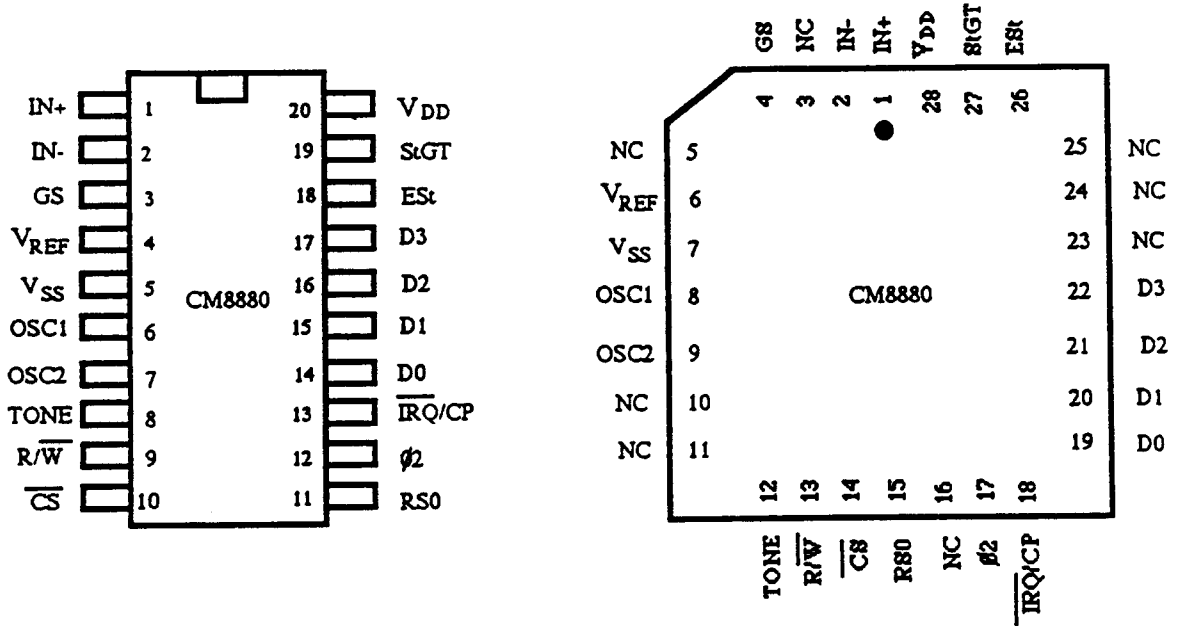 IN+ 1 20 VDD
IN- 2 19 StGT
GS 3 18 ESt
VREF 4 17 D3
VSS 5 16 D2
CM8880
OSC1 6 15 D1
OSC2 7 14 D0
TONE 8 13 IRQ/CP
R/W 9 12 ø2
CS 10 11 RS0
GS NC IN- IN+ VDD StGT ESt
4 3 2 1 28 27 26
NC 5 25 NC
VREF 6 24 NC
VSS 7 23 NC
OSC1 8 CM8880 22 D3
OSC2 9 21 D2
NC 10 20 D1
NC 11 19 D0
12 13 14 15 16 17 18
TONE R/W CS RS0 NC ø2 IRQ/CP